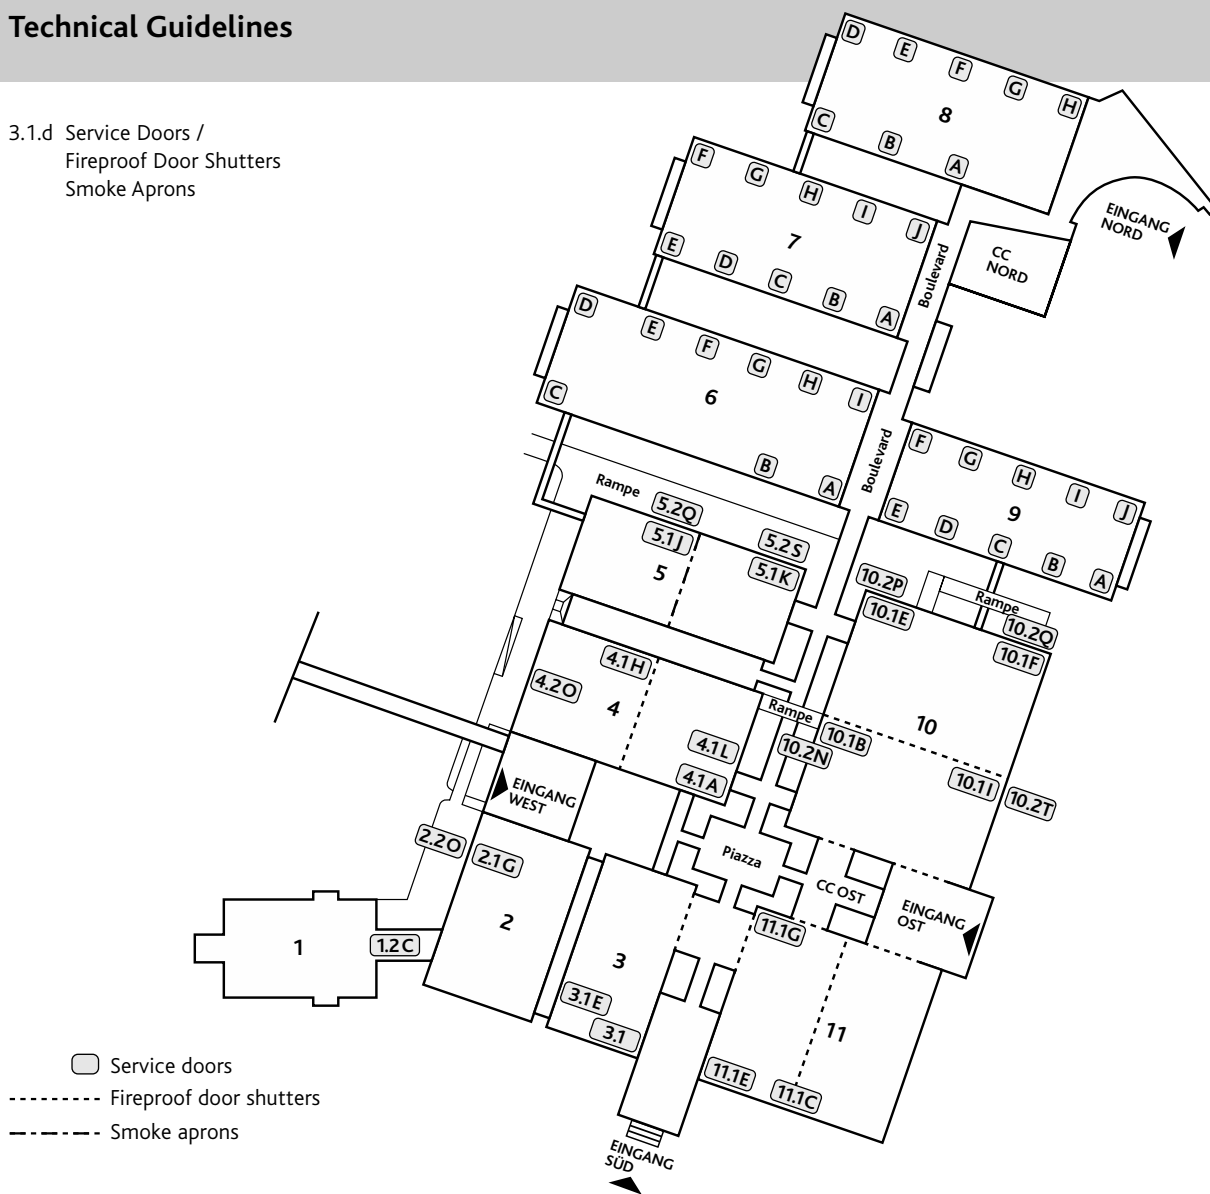 Technical Guidelines
3.1.d Service Doors /
Fireproof Door Shutters
Smoke Aprons
D
E
F
G
H
8
C
B
A
EINGANG
NORD
F
G
H
I
J
7
E
D
C
B
A
CC
NORD
Boulevard
D
E
F
G
H
I
6
C
B
A
Boulevard
F
G
H
I
J
9
E
D
C
B
A
Rampe
5.2Q
5.1J
5.2S
5.1K
5
10.2P
10.1E
Rampe
10.2Q
10.1F
4.1H
4.2O
4
4.1L
4.1A
Rampe
10.2N
10.1B
10
10.1I
10.2T
EINGANG
WEST
2.2O
2.1G
Piazza
CC OST
EINGANG
OST
1
1.2C
2
3
3.1E
3.1
11.1G
11
11.1E
11.1C
EINGANG
SÜD
Service doors
Fireproof door shutters
Smoke aprons